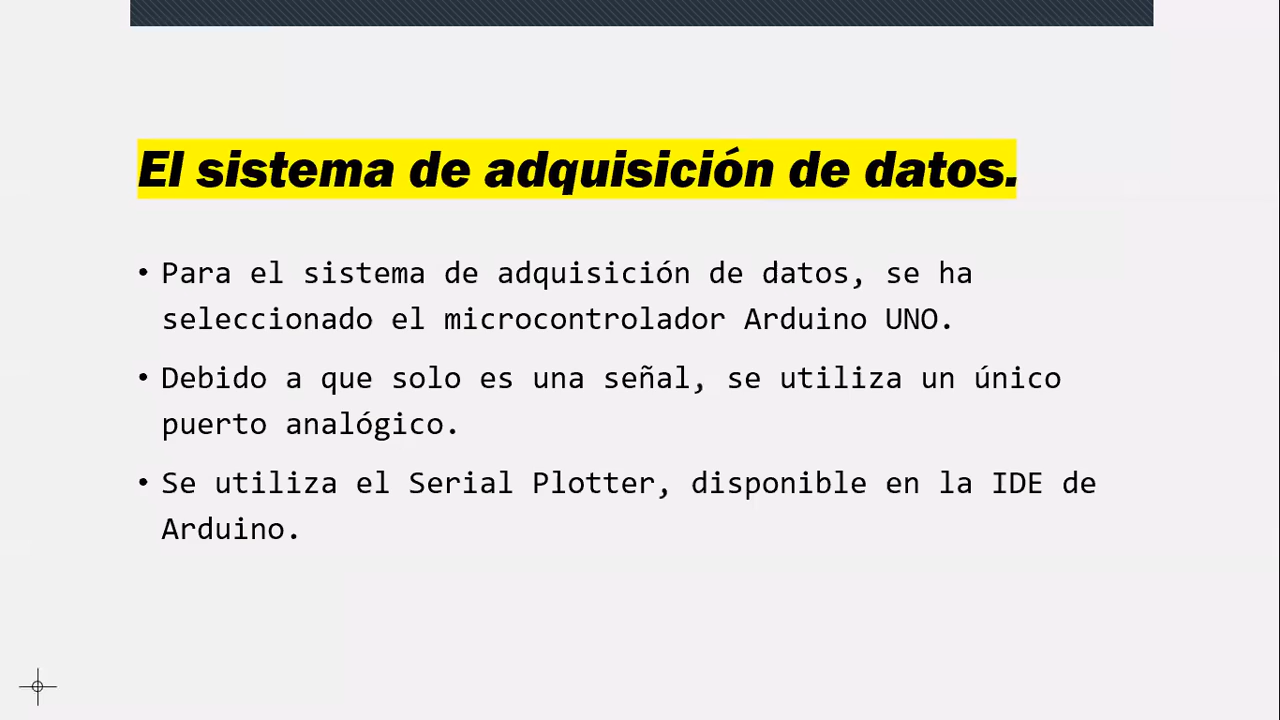 El sistema de adquisición de datos.
• Para el sistema de adquisición de datos, se ha
seleccionado el microcontrolador Arduino UNO.
• Debido a que solo es una señal, se utiliza un único
puerto analógico.
• Se utiliza el Serial Plotter, disponible en la IDE de
Arduino.